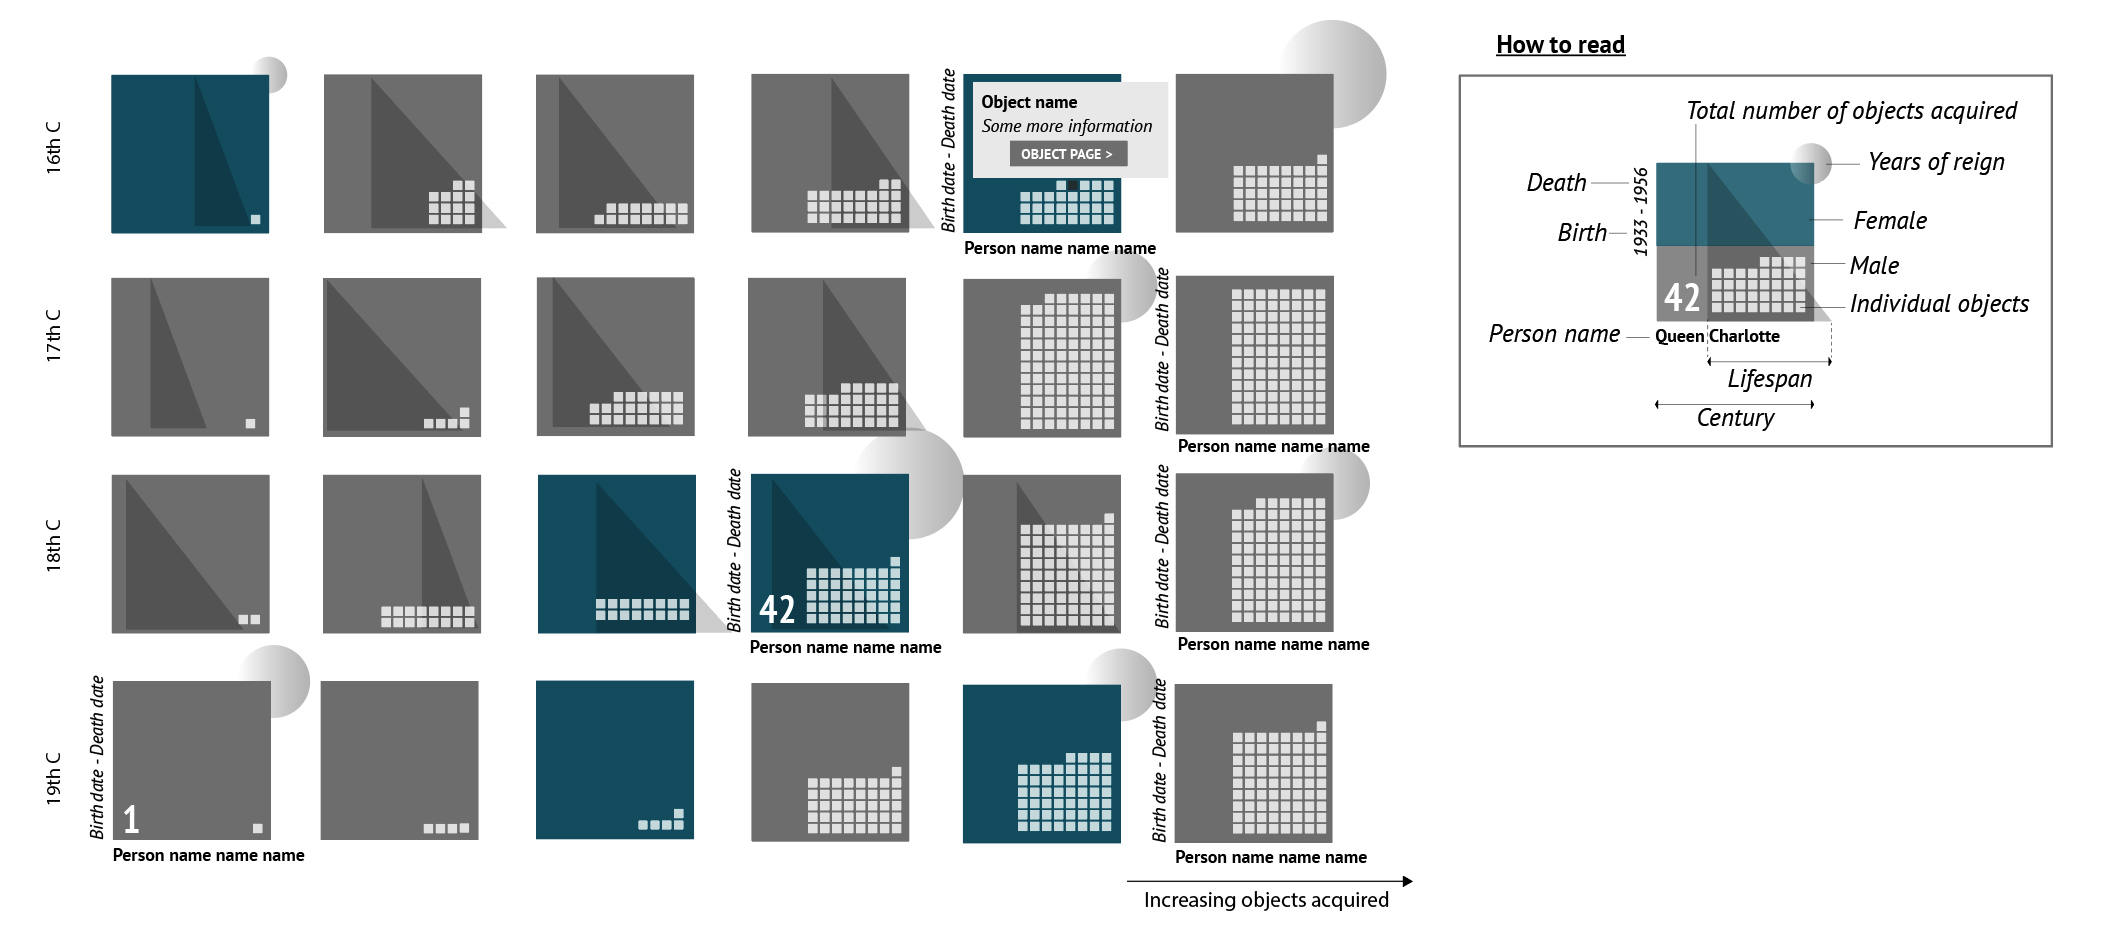 How to read
Total number of objects acquired
Years of reign
Death
1933 - 1956
Female
Birth
Male
42
Individual objects
Person name
Queen Charlotte
Lifespan
Century
16th C
Birth date - Death date
Object name
Some more information
OBJECT PAGE >
Person name name name
17th C
Birth date - Death date
Person name name name
18th C
Birth date - Death date
42
Person name name name
Birth date - Death date
Person name name name
19th C
Birth date - Death date
1
Person name name name
Birth date - Death date
Person name name name
Increasing objects acquired